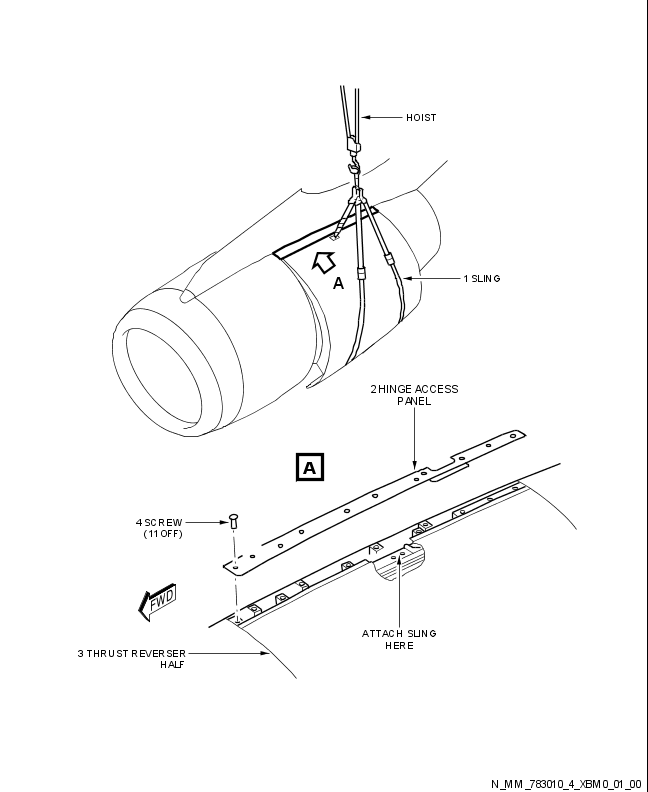 HOIST
A
1 SLING
2 HINGE ACCESS
PANEL
A
4 SCREW
(11 OFF)
FWD
ATTACH SLING
HERE
3 THRUST REVERSER
HALF
N_MM_783010_4_XBM0_01_00